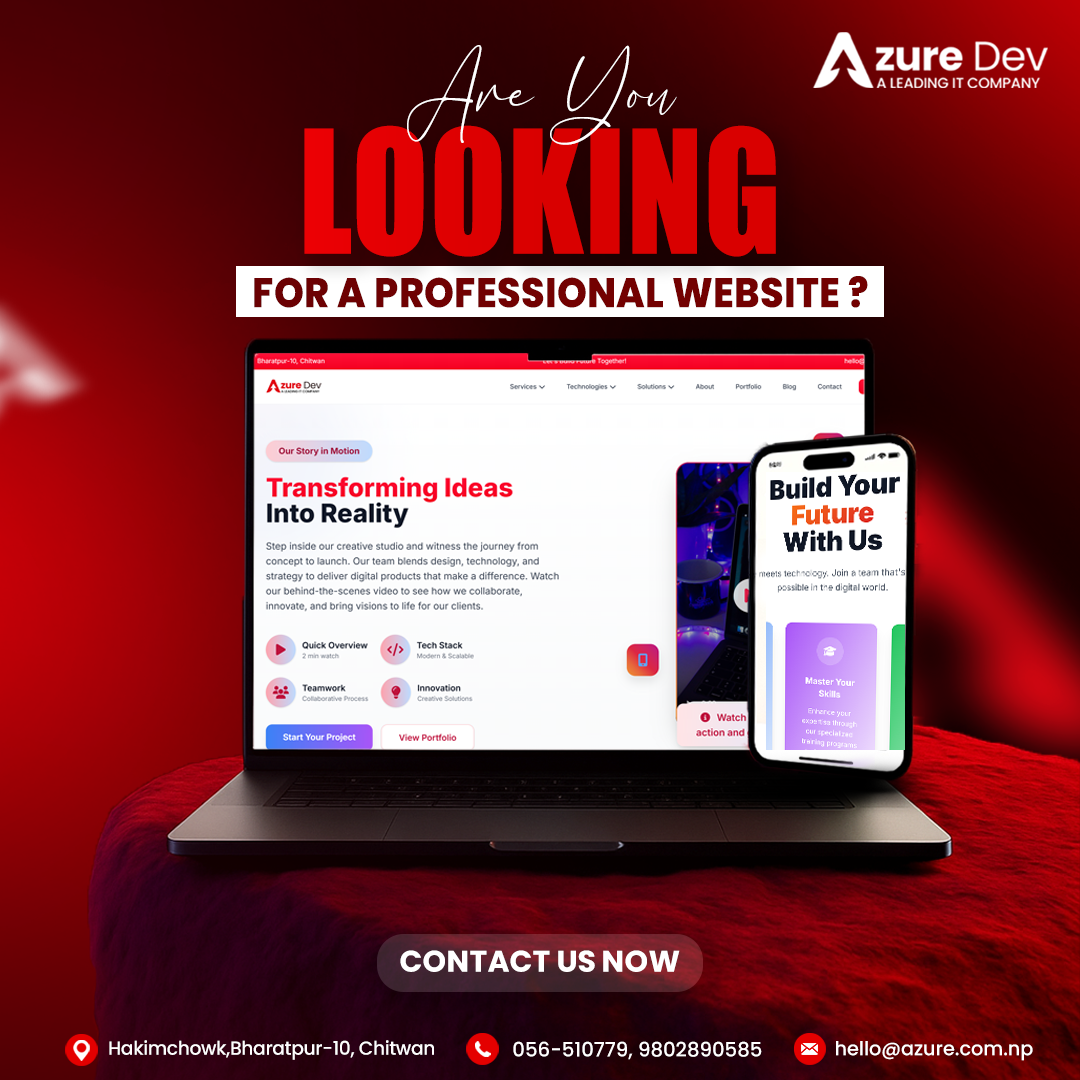 Azure Dev
A LEADING IT COMPANY
Are You
LOOKING
FOR A PROFESSIONAL WEBSITE ?
Bharatpur-10, Chitwan
Let's Build Future Together!
hello@
Azure Dev
A LEADING IT COMPANY
Services
Technologies
Solutions
About
Portfolio
Blog
Contact
Our Story in Motion
Transforming Ideas
Into Reality
Step inside our creative studio and witness the journey from
concept to launch. Our team blends design, technology, and
strategy to deliver digital products that make a difference. Watch
our behind-the-scenes video to see how we collaborate,
innovate, and bring visions to life for our clients.
Quick Overview
2 min watch
Tech Stack
Modern & Scalable
Teamwork
Collaborative Process
Innovation
Creative Solutions
Start Your Project
View Portfolio
Watch
action and
Build Your
Future
With Us
meets technology. Join a team that's
possible in the digital world.
Master Your
Skills
Enhance your
expertise through
our specialized
training programs
CONTACT US NOW
Hakimchowk,Bharatpur-10, Chitwan
056-510779, 9802890585
hello@azure.com.np